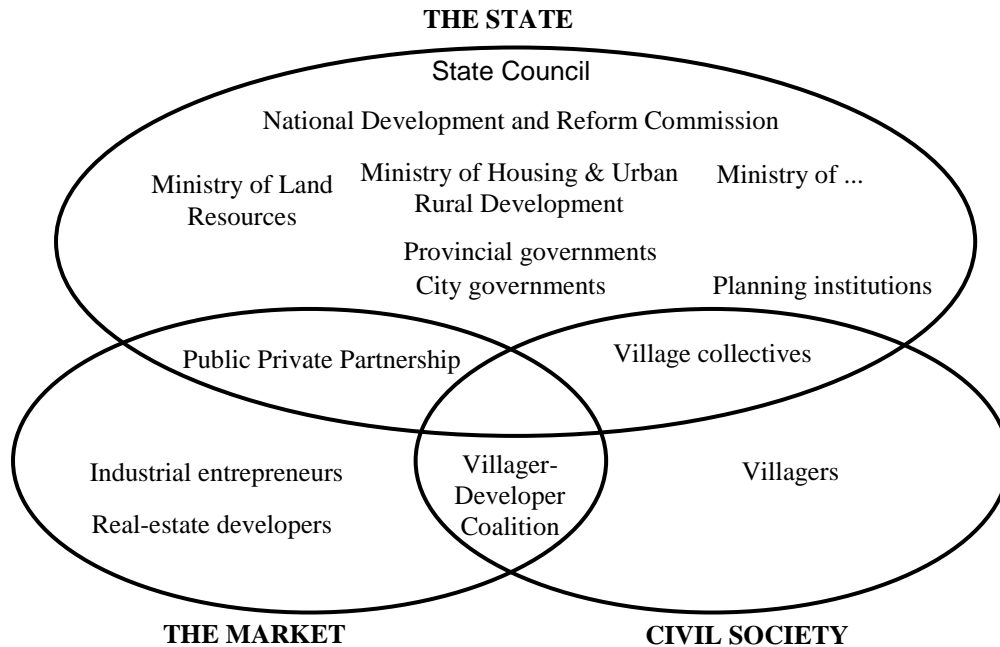 THE STATE
State Council
National Development and Reform Commission
Ministry of Land
Resources
Ministry of Housing & Urban
Rural Development
Ministry of ...
Provincial governments
City governments
Planning institutions
Public Private Partnership
Village collectives
Industrial entrepreneurs
Real-estate developers
Villager-
Developer
Coalition
Villagers
THE MARKET
CIVIL SOCIETY